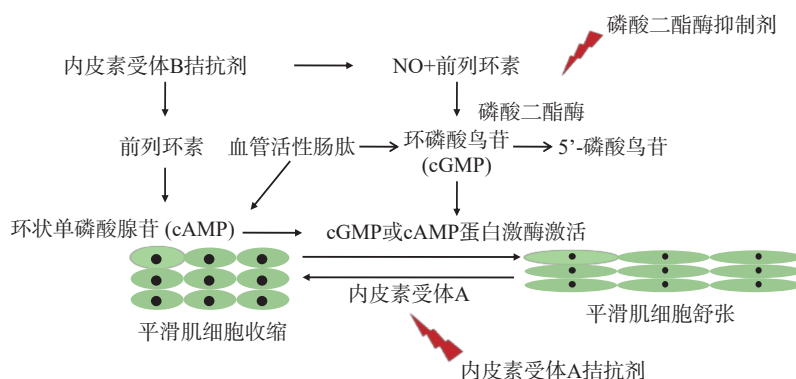 磷酸二酯酶抑制剂
内皮素受体B拮抗剂
NO+前列环素
磷酸二酯酶
前列环素
血管活性肠肽
环磷酸鸟苷
(cGMP)
5’-磷酸鸟苷
环状单磷酸腺苷 (cAMP)
cGMP或cAMP蛋白激酶激活
内皮素受体A
平滑肌细胞收缩
平滑肌细胞舒张
内皮素受体A拮抗剂